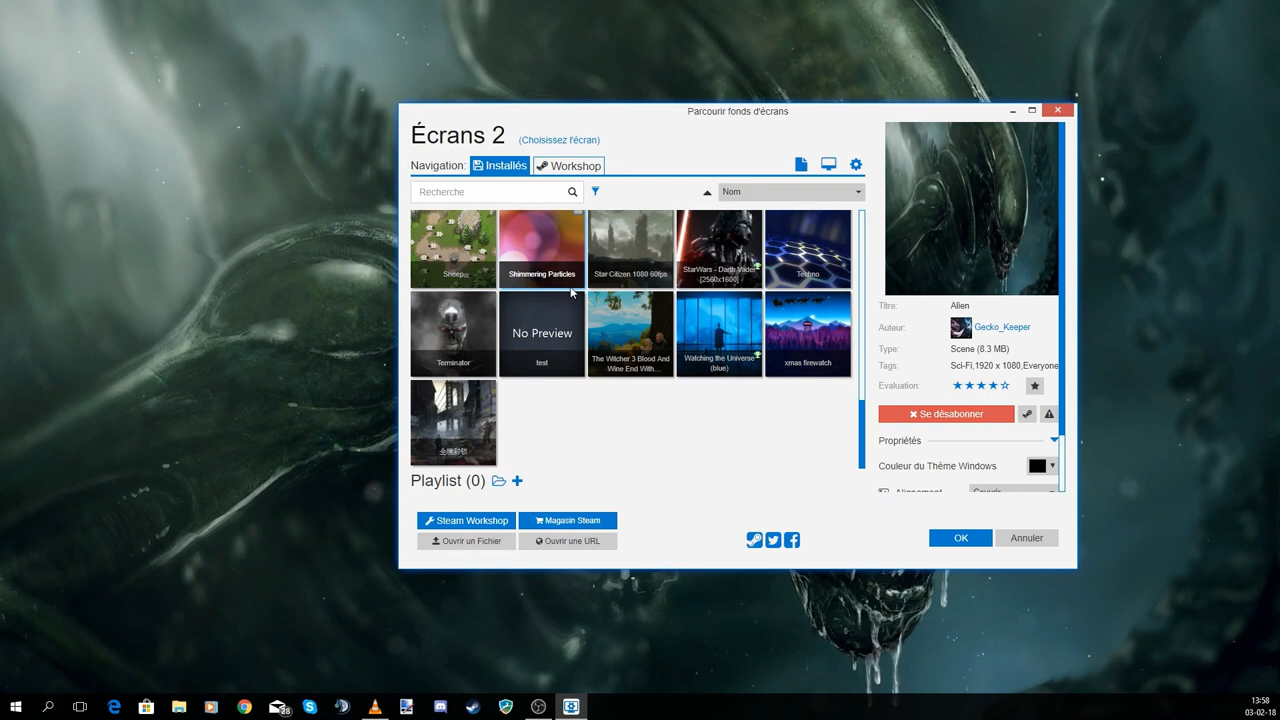 Parcourir fonds d'écrans
Écrans 2 (Choisissez l'écran)
Navigation: Installés Workshop
Recherche
Nom
Sheep...
Shimmering Particles
Star Citizen 1080 60fps
StarWars - Darth Vader
[2560x1600]
Techno
Terminator
No Preview
test
The Witcher 3 Blood And
Wine End With...
Watching the Universe
(blue)
xmas firewatch
Playlist (0)
Steam Workshop
Magasin Steam
Ouvrir un Fichier
Ouvrir une URL
Titre: Alien
Auteur: Gecko_Keeper
Type: Scene (8.3 MB)
Tags: Sci-Fi,1920 x 1080,Everyone
Evaluation:
Se désabonner
Propriétés
Couleur du Thème Windows
Alignement
OK
Annuler
28
13:58
03-02-18